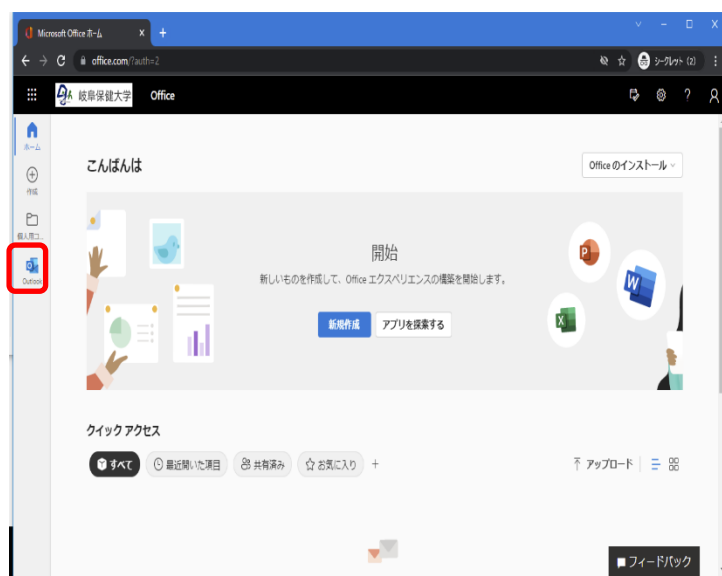 Microsoft Office ホーム
office.com/?auth=2
シークレット (2)
岐阜保健大学
Office
ホーム
作成
個人用コ...
Outlook
こんばんは
Office のインストール
開始
新しいものを作成して、Office エクスペリエンスの構築を開始します。
新規作成
アプリを探索する
クイック アクセス
すべて
最近開いた項目
共有済み
お気に入り
アップロード
フィードバック